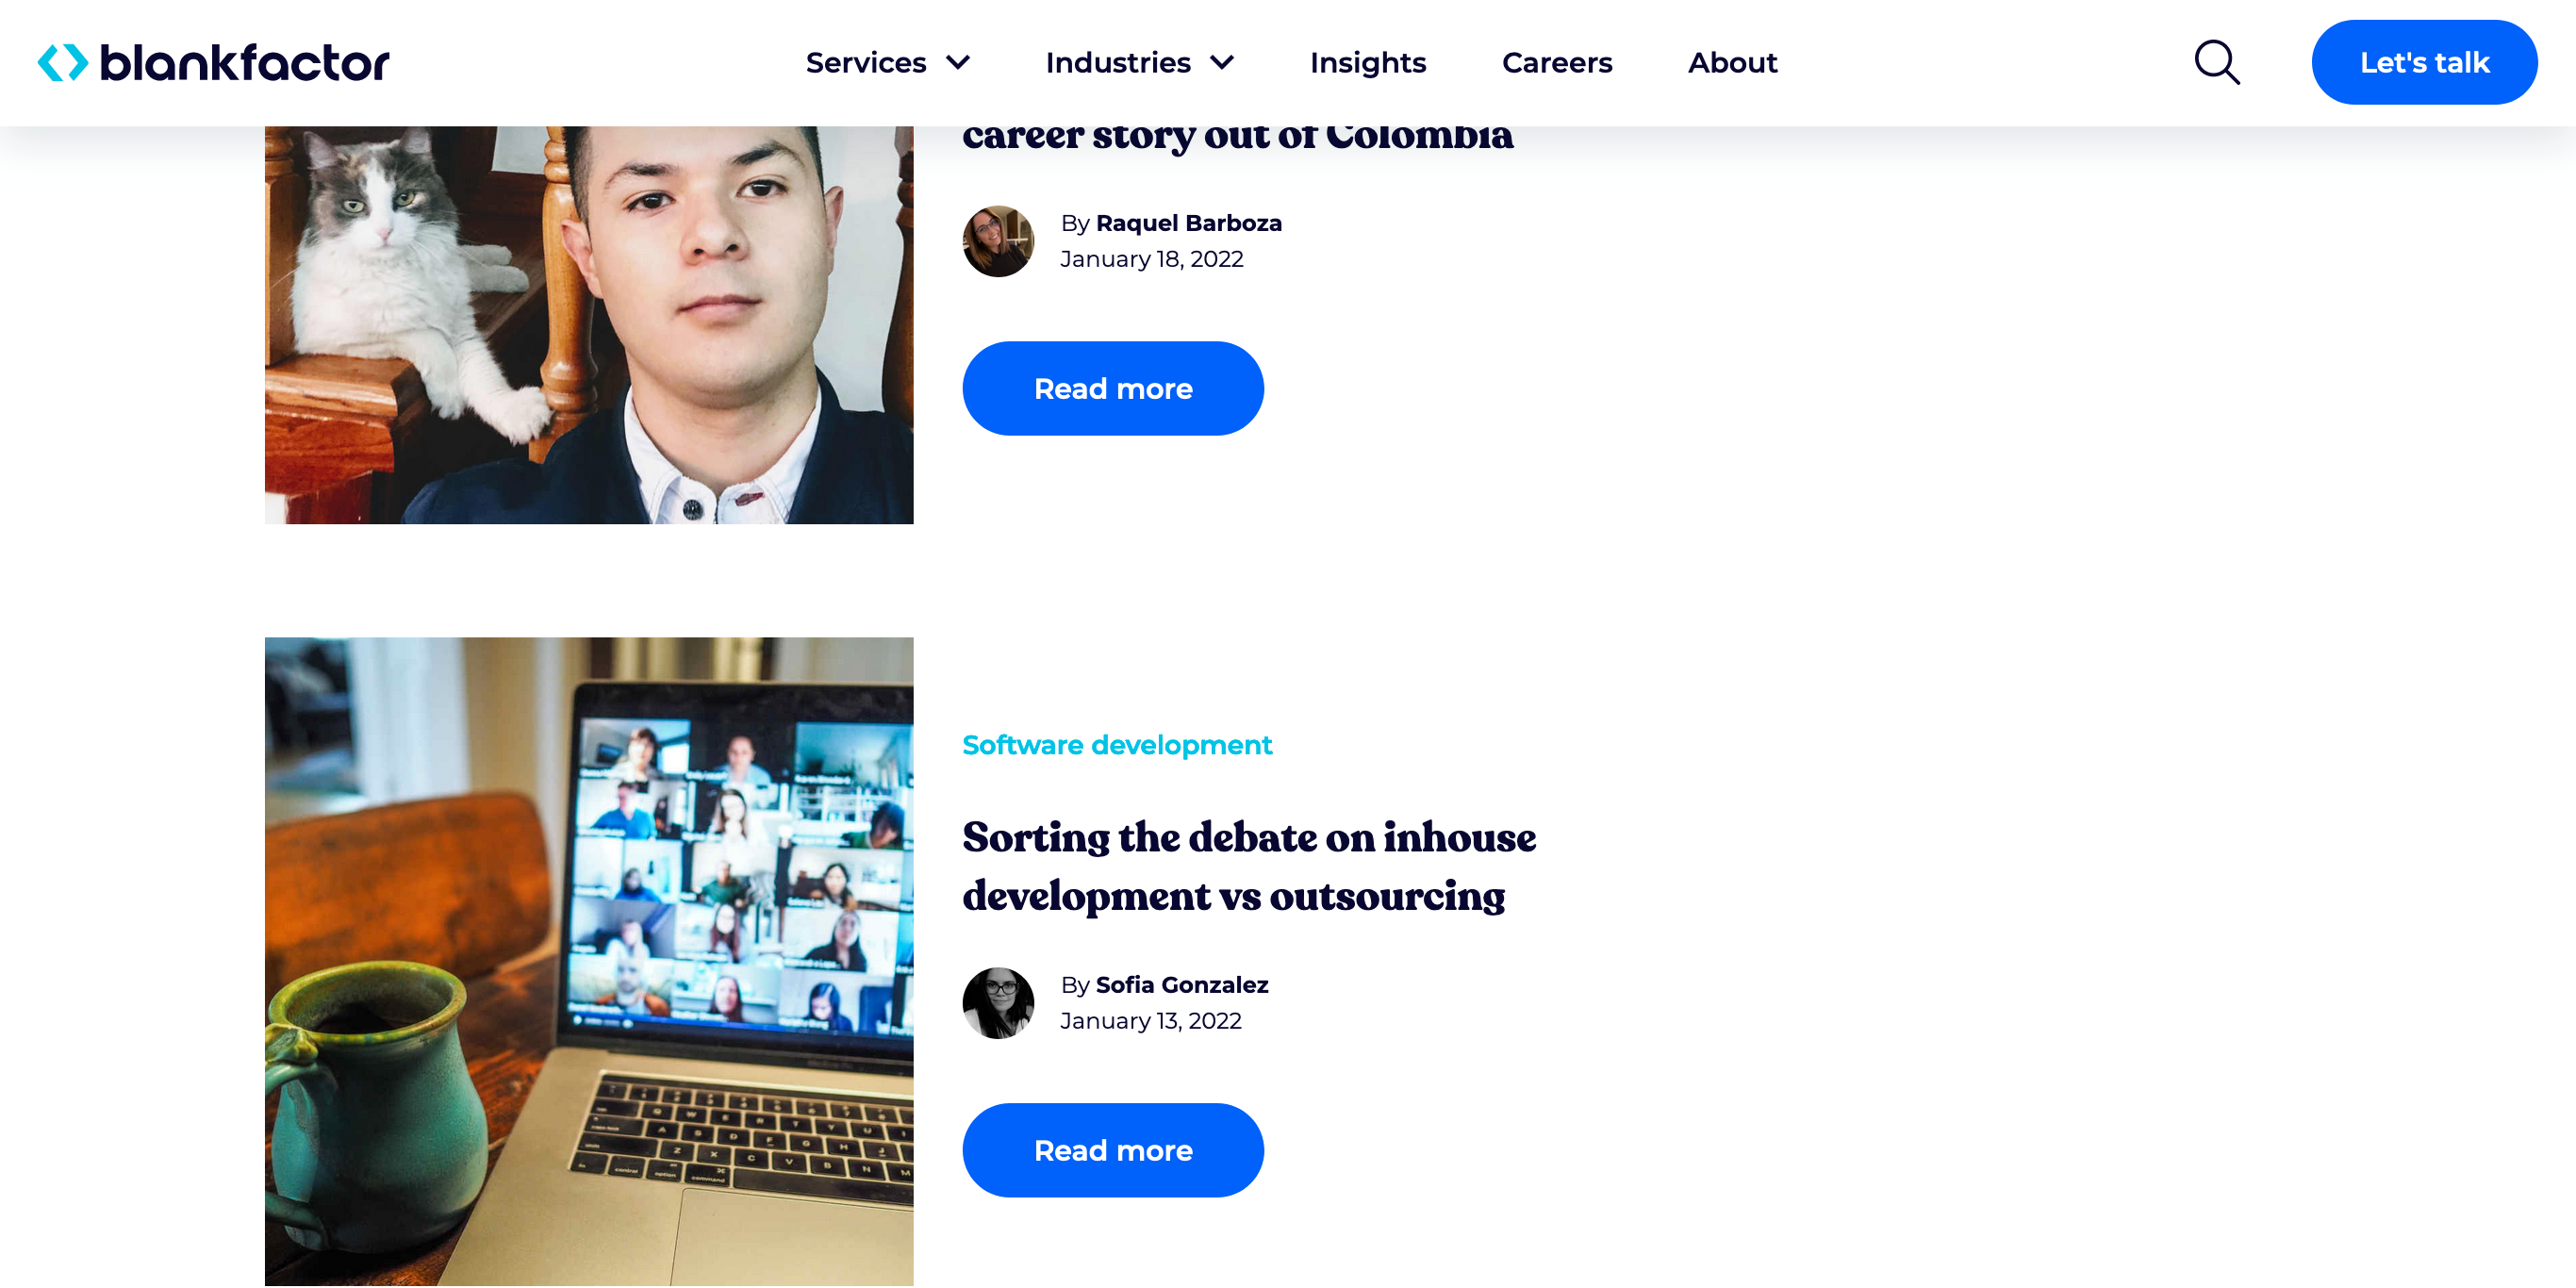 blankfactor
Services
Industries
Insights
Careers
About
Let's talk
career story out of Colombia
By Raquel Barboza
January 18, 2022
Read more
Software development
Sorting the debate on inhouse
development vs outsourcing
By Sofia Gonzalez
January 13, 2022
Read more